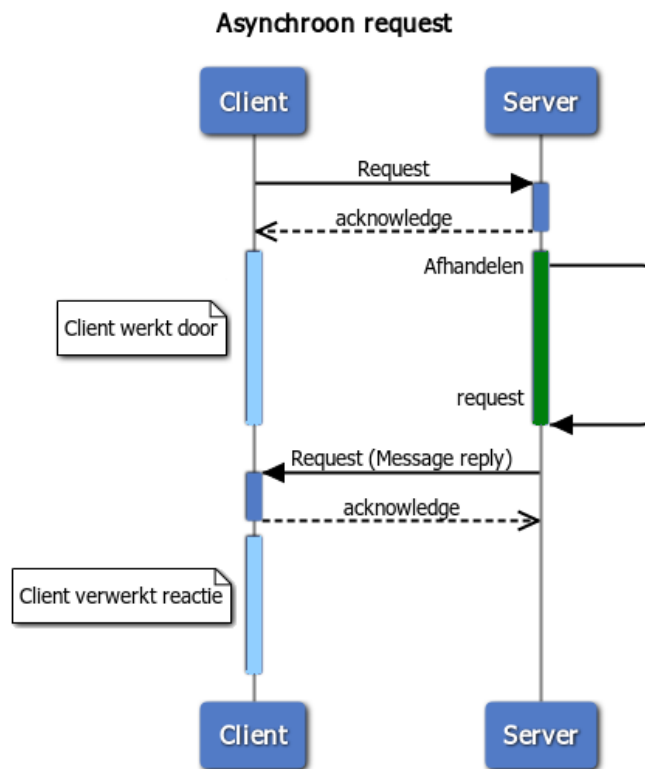 Asynchroon request
Client
Server
Request
acknowledge
Afhandelen
Client werkt door
request
Request (Message reply)
acknowledge
Client verwerkt reactie
Client
Server